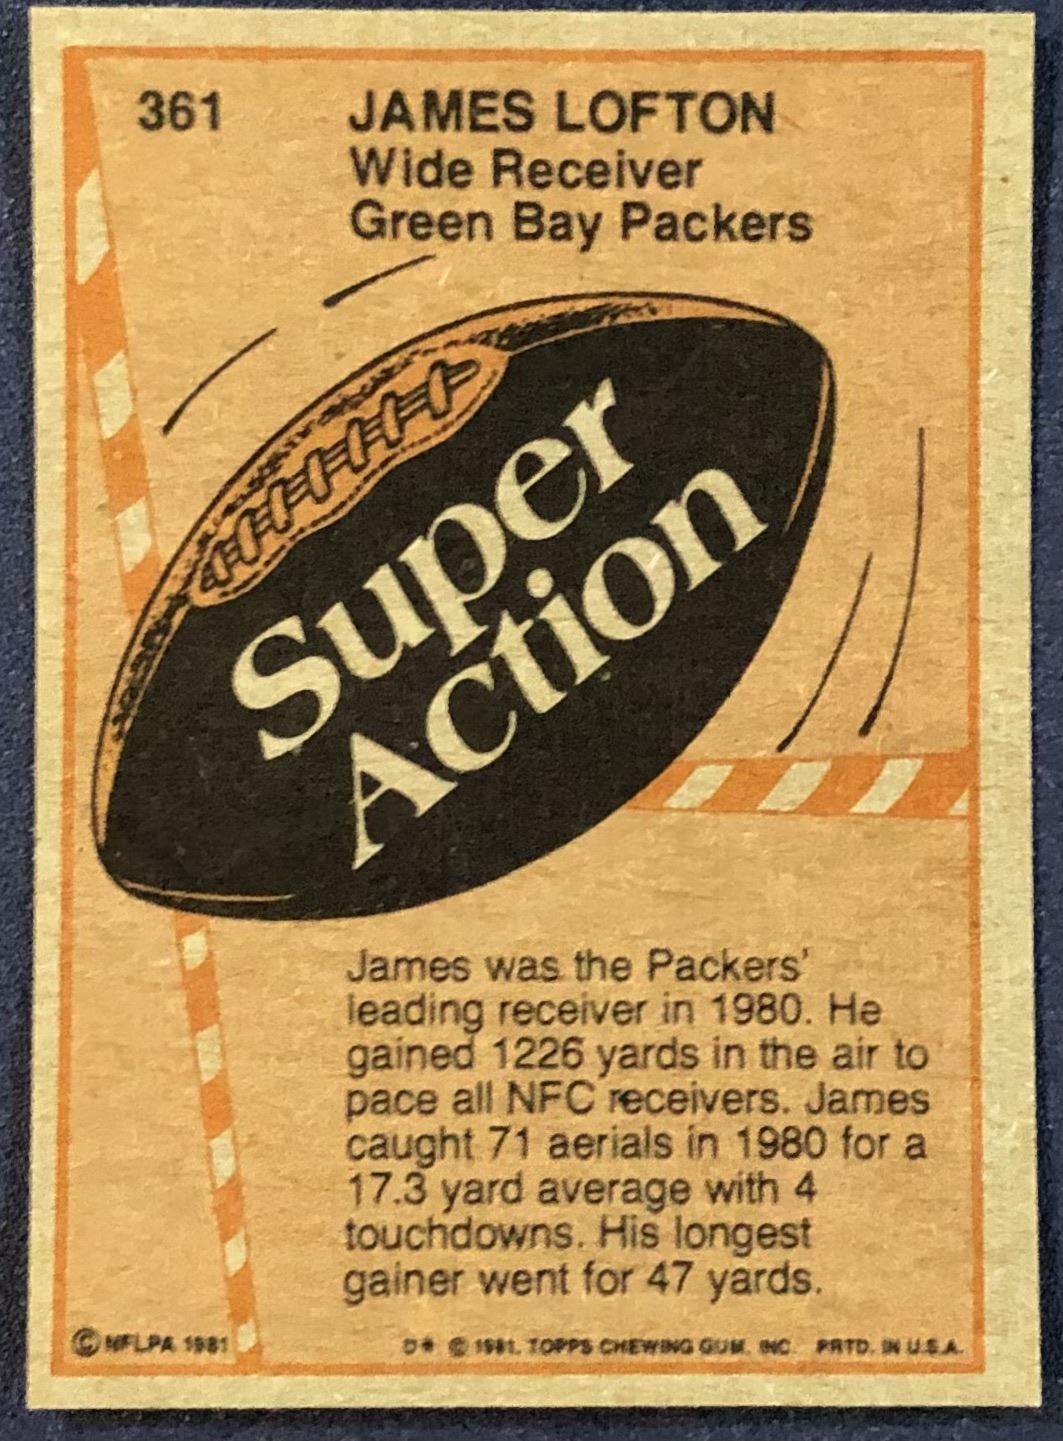 361
JAMES LOFTON
Wide Receiver
Green Bay Packers
Super
Action
James was the Packers'
leading receiver in 1980. He
gained 1226 yards in the air to
pace all NFC receivers. James
caught 71 aerials in 1980 for a
17.3 yard average with 4
touchdowns. His longest
gainer went for 47 yards.
© NFLPA 1981
D* © 1981. TOPPS CHEWING GUM, INC. PRTD. IN U.S.A.